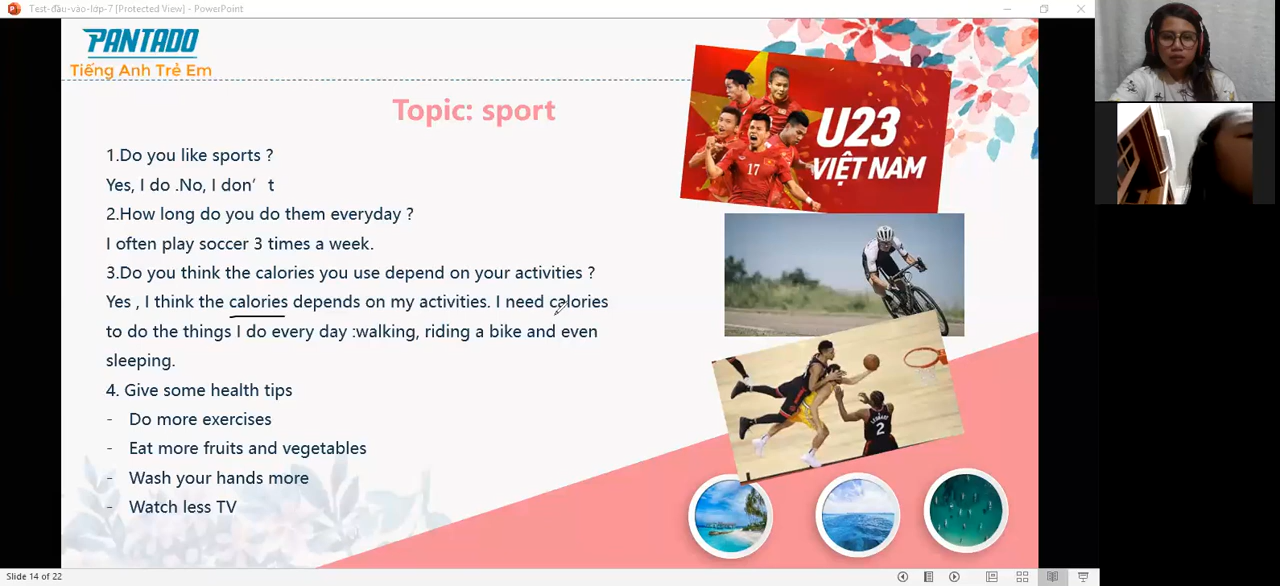 Test-đầu-vào-lớp-7 [Protected View] - PowerPoint
PANTADO
Tiếng Anh Trẻ Em
Topic: sport
1.Do you like sports ?
Yes, I do .No, I don’ t
2.How long do you do them everyday ?
I often play soccer 3 times a week.
3.Do you think the calories you use depend on your activities ?
Yes , I think the calories depends on my activities. I need calories
to do the things I do every day :walking, riding a bike and even
sleeping.
4. Give some health tips
- Do more exercises
- Eat more fruits and vegetables
- Wash your hands more
- Watch less TV
U23
VIỆT NAM
17
LEONARD
2
Slide 14 of 22